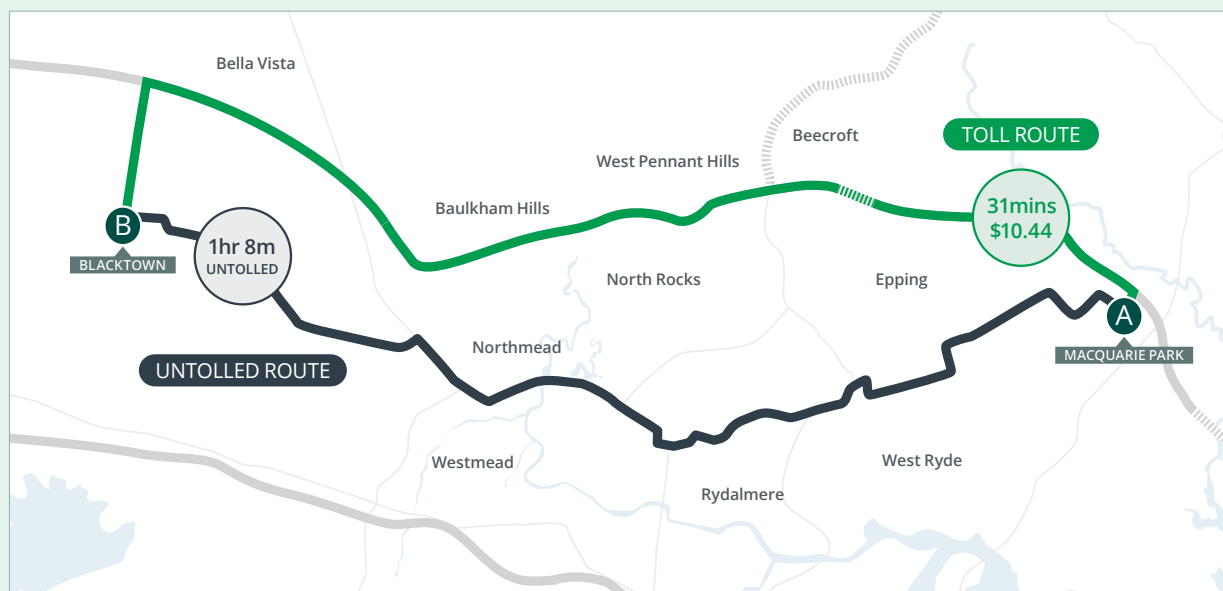 Bella Vista
TOLL ROUTE
Beecroft
West Pennant Hills
Baulkham Hills
31mins
$10.44
B
BLACKTOWN
1hr 8m
UNTOLLED
North Rocks
Epping
A
MACQUARIE PARK
Northmead
UNTOLLED ROUTE
Westmead
West Ryde
Rydalmere